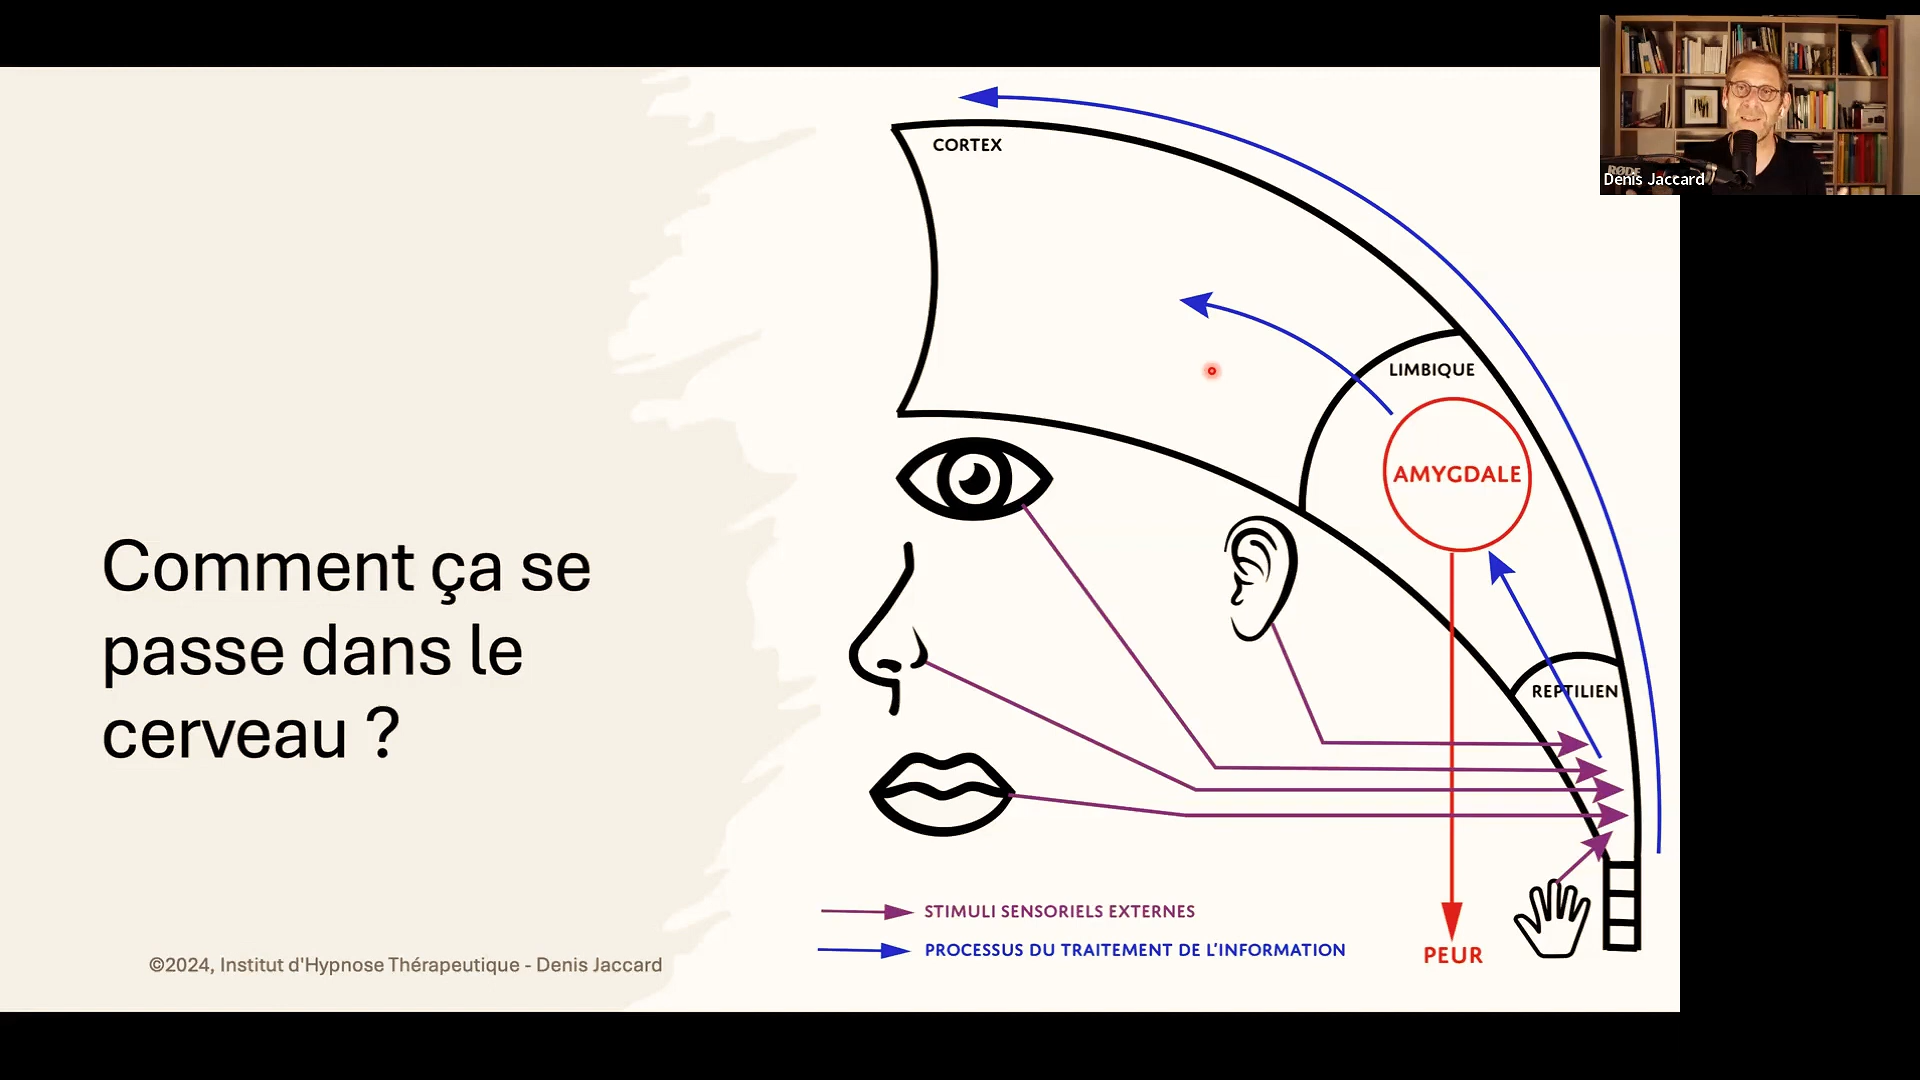 Comment ça se
passe dans le
cerveau ?
©2024, Institut d'Hypnose Thérapeutique - Denis Jaccard
CORTEX
LIMBIQUE
AMYGDALE
REPTILIEN
STIMULI SENSORIELS EXTERNES
PROCESSUS DU TRAITEMENT DE L'INFORMATION
PEUR
RØDE
Denis Jaccard